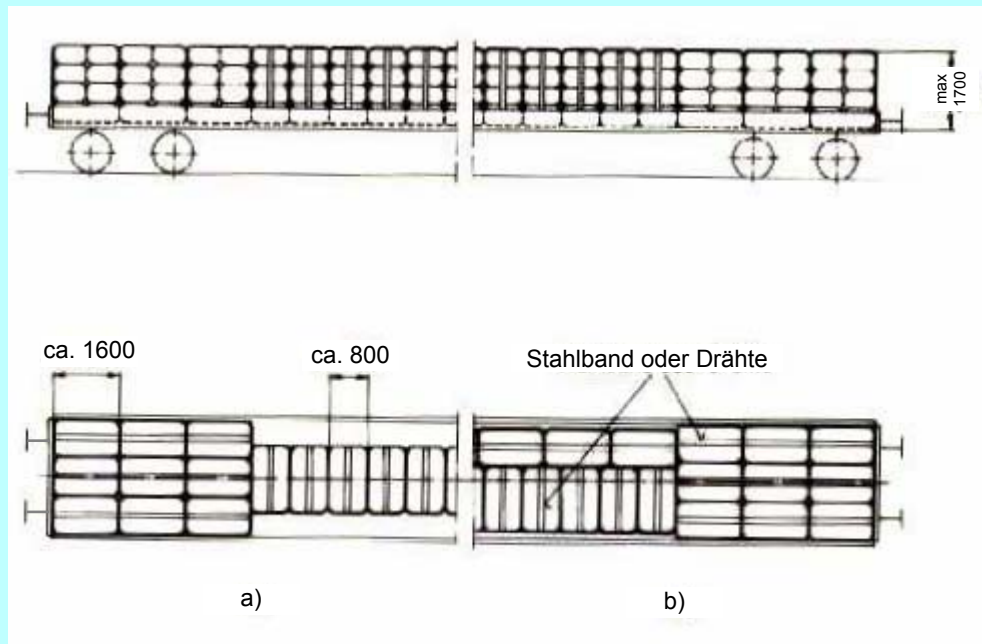 max
1700
ca. 1600
ca. 800
Stahlband oder Drähte
a)
b)